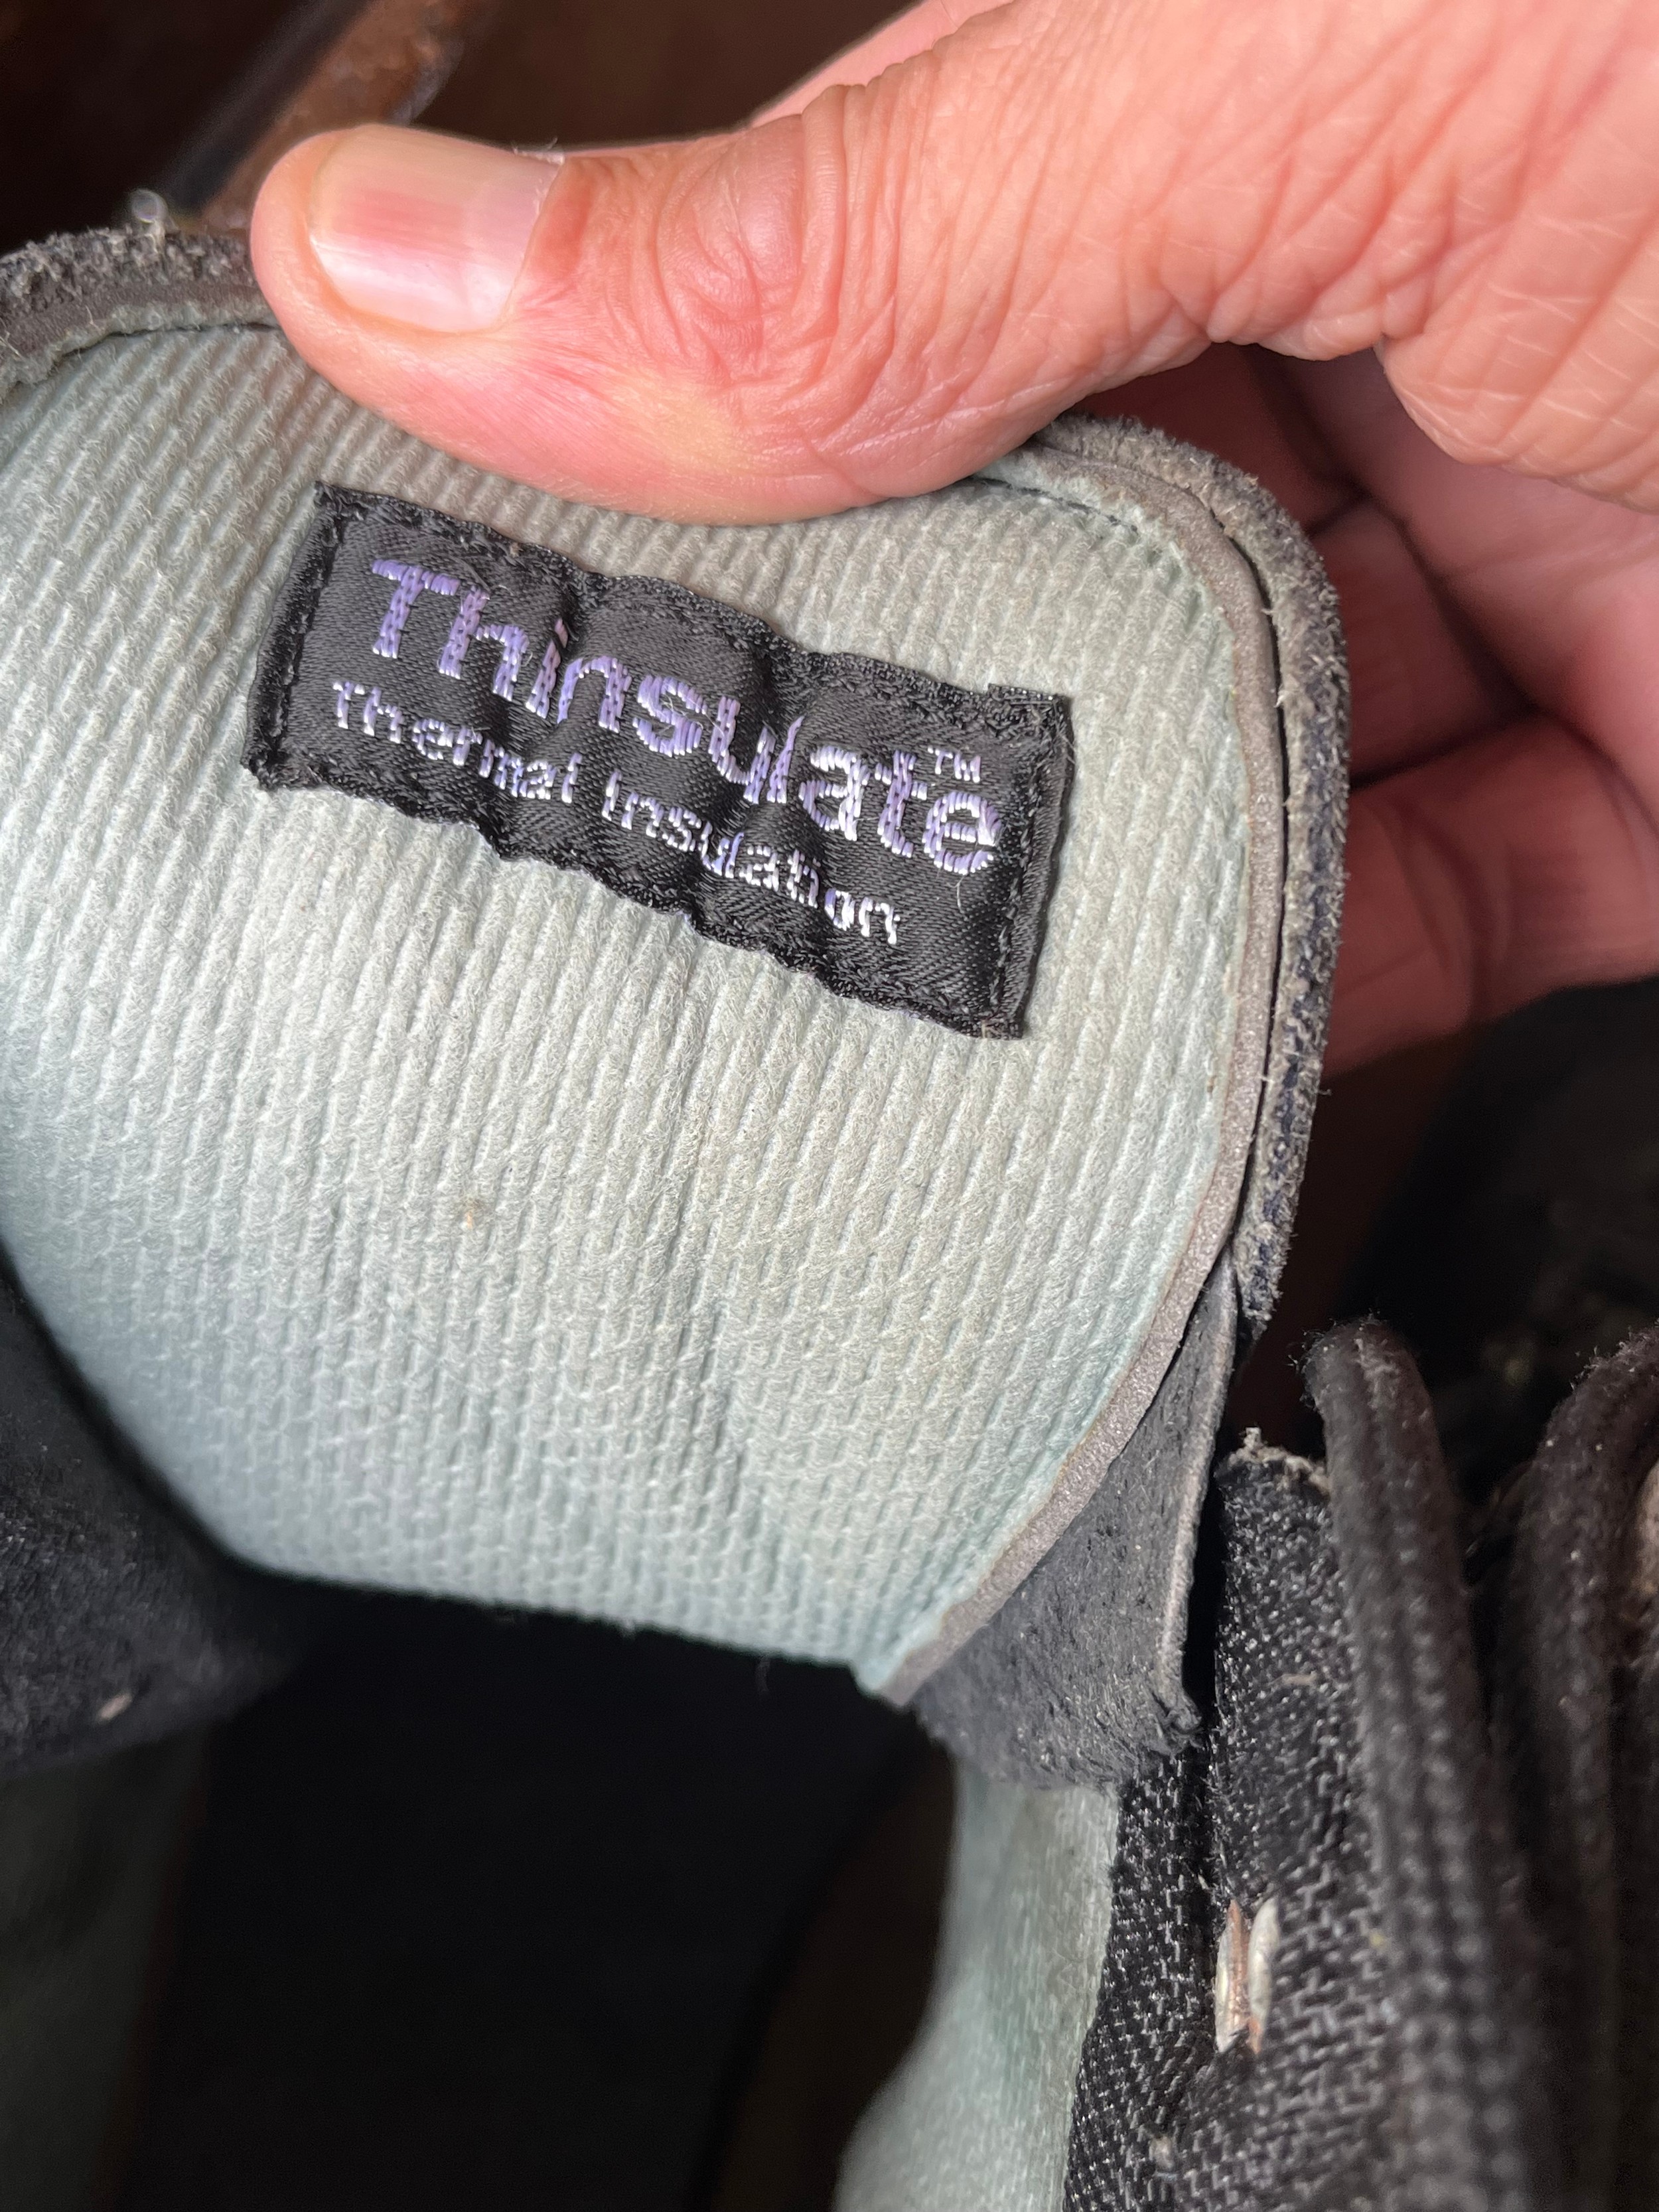 Thinsulate™
Thermal Insulation